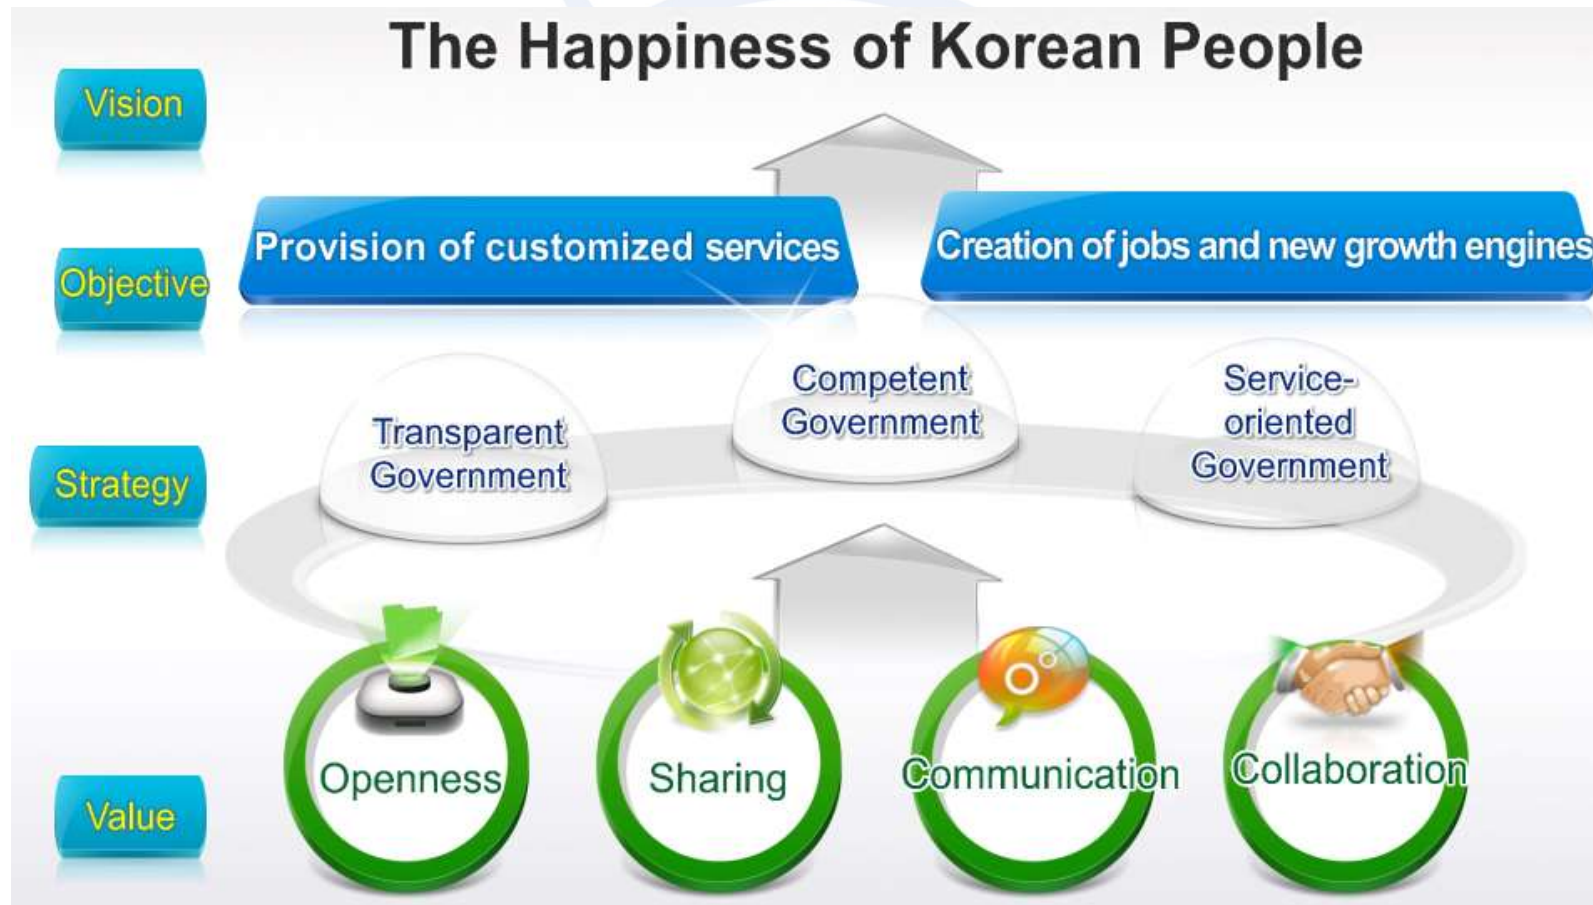 The Happiness of Korean People
Vision
Objective
Provision of customized services
Creation of jobs and new growth engines
Strategy
Transparent
Government
Competent
Government
Service-
oriented
Government
Value
Openness
Sharing
Communication
Collaboration